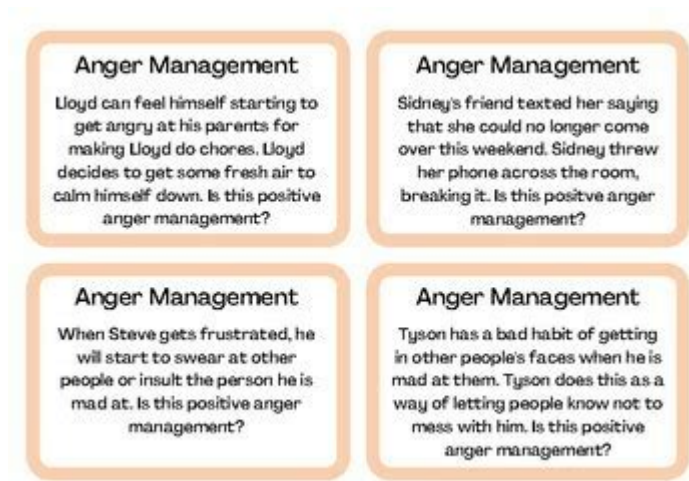 Anger Management
Lloyd can feel himself starting to
get angry at his parents for
making Lloyd do chores. Lloyd
decides to get some fresh air to
calm himself down. Is this positive
anger management?
Anger Management
Sidney's friend texted her saying
that she could no longer come
over this weekend. Sidney threw
her phone across the room,
breaking it. Is this positve anger
management?
Anger Management
When Steve gets frustrated, he
will start to swear at other
people or insult the person he is
mad at. Is this positive anger
management?
Anger Management
Tyson has a bad habit of getting
in other people's faces when he is
mad at them. Tyson does this as a
way of letting people know not to
mess with him. Is this positive
anger management?